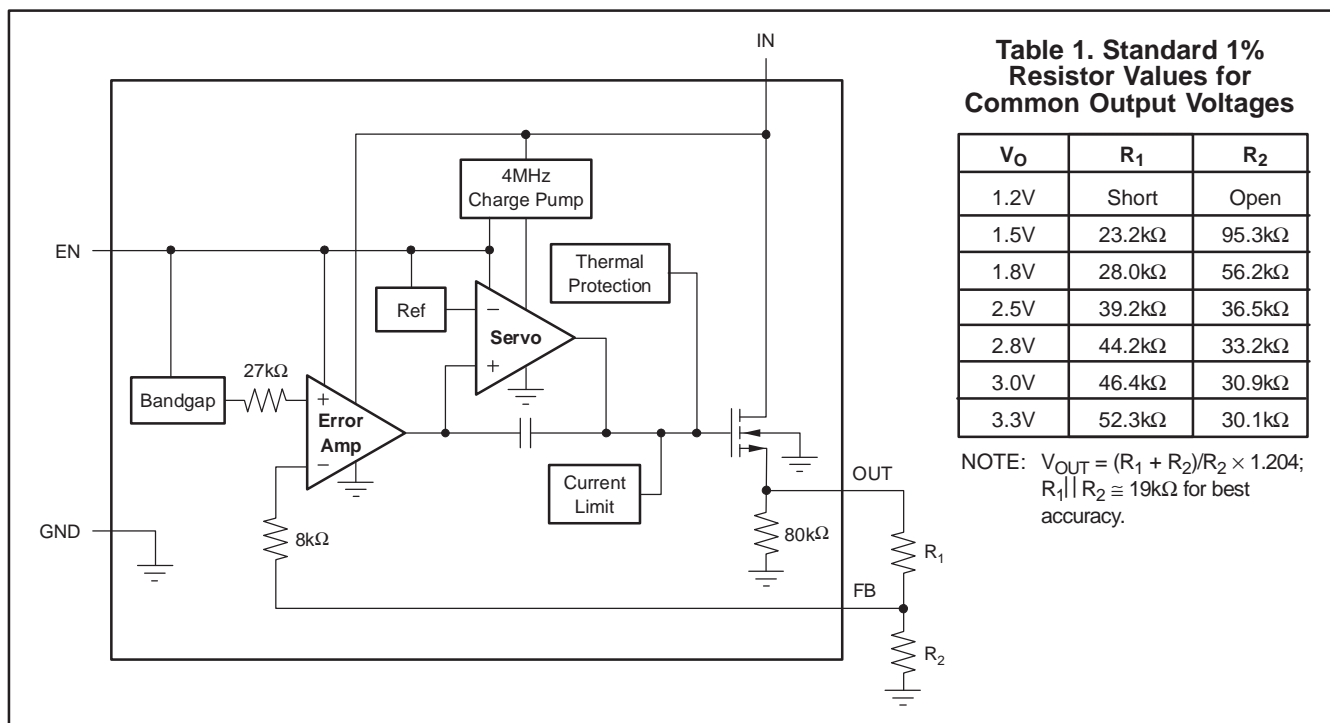 IN
4MHz
Charge Pump
EN
Thermal
Protection
Ref
−
Servo
+
27kΩ
Bandgap
+
Error
Amp
−
Current
Limit
OUT
GND
8kΩ
80kΩ
R1
FB
R2
Table 1. Standard 1%
Resistor Values for
Common Output Voltages
VO R1 R2
1.2V Short Open
1.5V 23.2kΩ 95.3kΩ
1.8V 28.0kΩ 56.2kΩ
2.5V 39.2kΩ 36.5kΩ
2.8V 44.2kΩ 33.2kΩ
3.0V 46.4kΩ 30.9kΩ
3.3V 52.3kΩ 30.1kΩ
NOTE: VOUT = (R1 + R2)/R2 × 1.204;
R1|| R2 ≅ 19kΩ for best
accuracy.